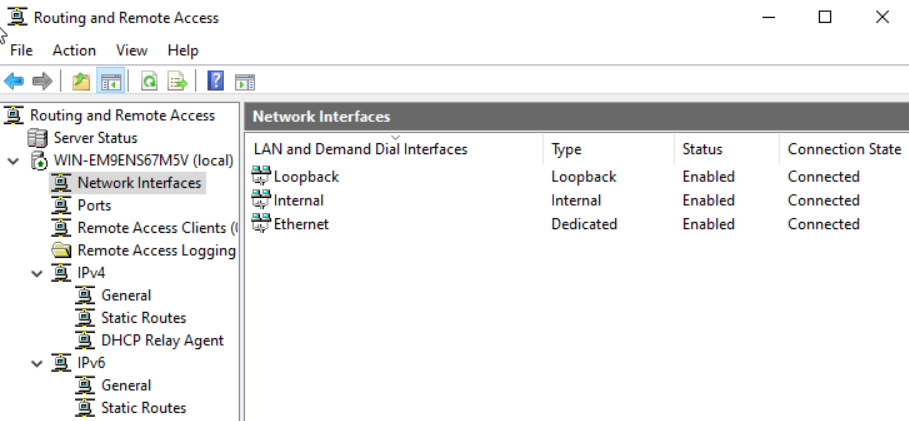 Routing and Remote Access
File Action View Help
Routing and Remote Access
Server Status
WIN-EM9ENS67M5V (local)
Network Interfaces
Ports
Remote Access Clients (
Remote Access Logging
IPv4
General
Static Routes
DHCP Relay Agent
IPv6
General
Static Routes
Network Interfaces
LAN and Demand Dial Interfaces Type Status Connection State
Loopback Loopback Enabled Connected
Internal Internal Enabled Connected
Ethernet Dedicated Enabled Connected